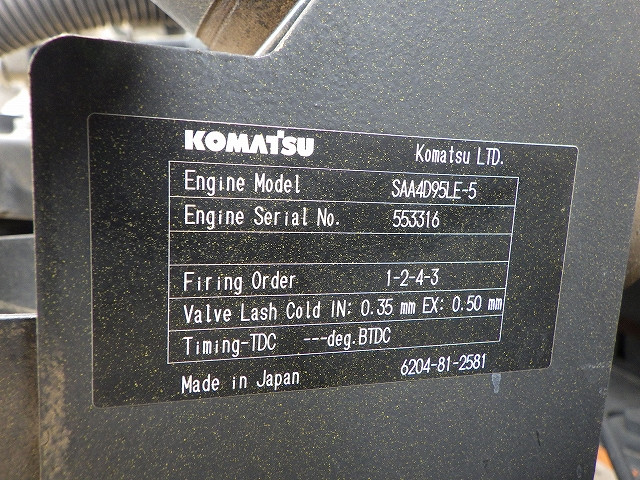 KOMATSU Komatsu LTD.
Engine Model SAA4D95LE-5
Engine Serial No. 553316
Firing Order 1-2-4-3
Valve Lash Cold IN: 0.35 mm EX: 0.50 mm
Timing-TDC ---deg.BTDC
Made in Japan 6204-81-2581